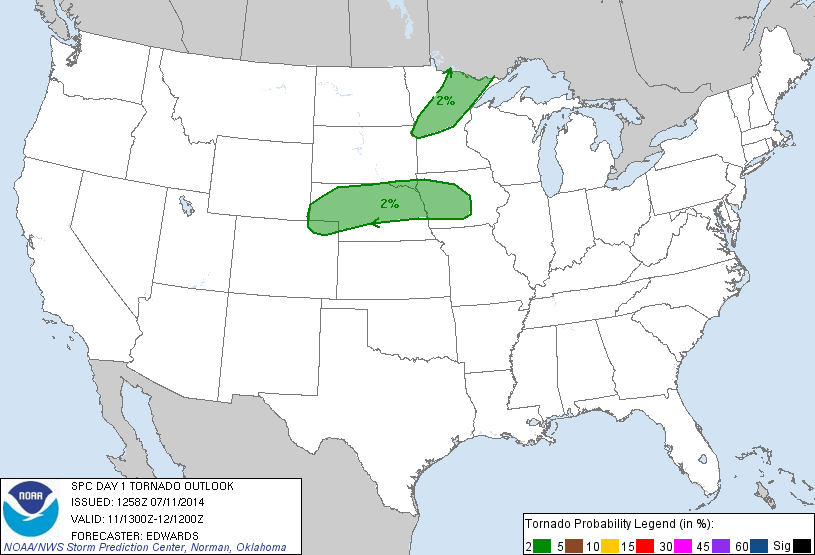 2%
2%
SPC DAY 1 TORNADO OUTLOOK
ISSUED: 1258Z 07/11/2014
VALID: 11/1300Z-12/1200Z
FORECASTER: EDWARDS
NOAA/NWS Storm Prediction Center, Norman, Oklahoma
NOAA
Tornado Probability Legend (in %):
2 5 10 15 30 45 60 Sig